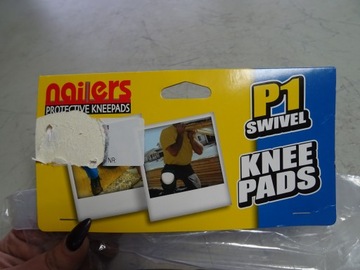 nailers
PROTECTIVE KNEEPADS
P1
SWIVEL
KNEE
PADS